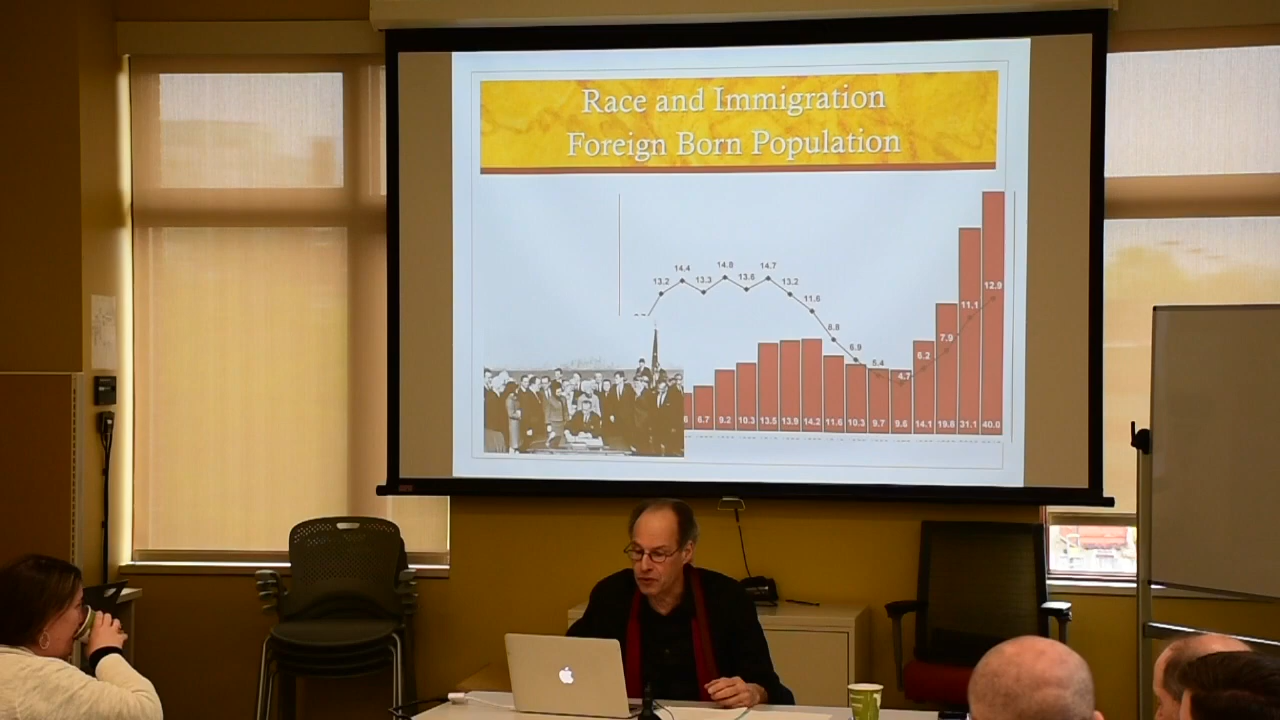 Race and Immigration
Foreign Born Population
13.2 14.4 13.3 14.8 13.6 14.7 13.2 11.6 8.8 6.9 5.4 4.7 6.2 7.9 11.1 12.9
6.7 9.2 10.3 13.5 13.9 14.2 11.6 10.3 9.7 9.6 14.1 19.8 31.1 40.0